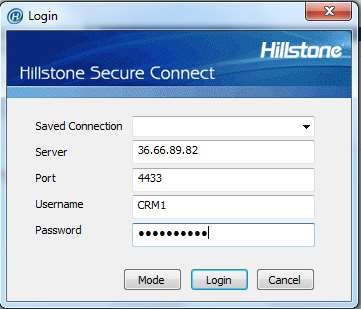 Login
Hillstone
Hillstone Secure Connect
Saved Connection
Server 36.66.89.82
Port 4433
Username CRM1
Password ●●●●●●●●●●
Mode Login Cancel